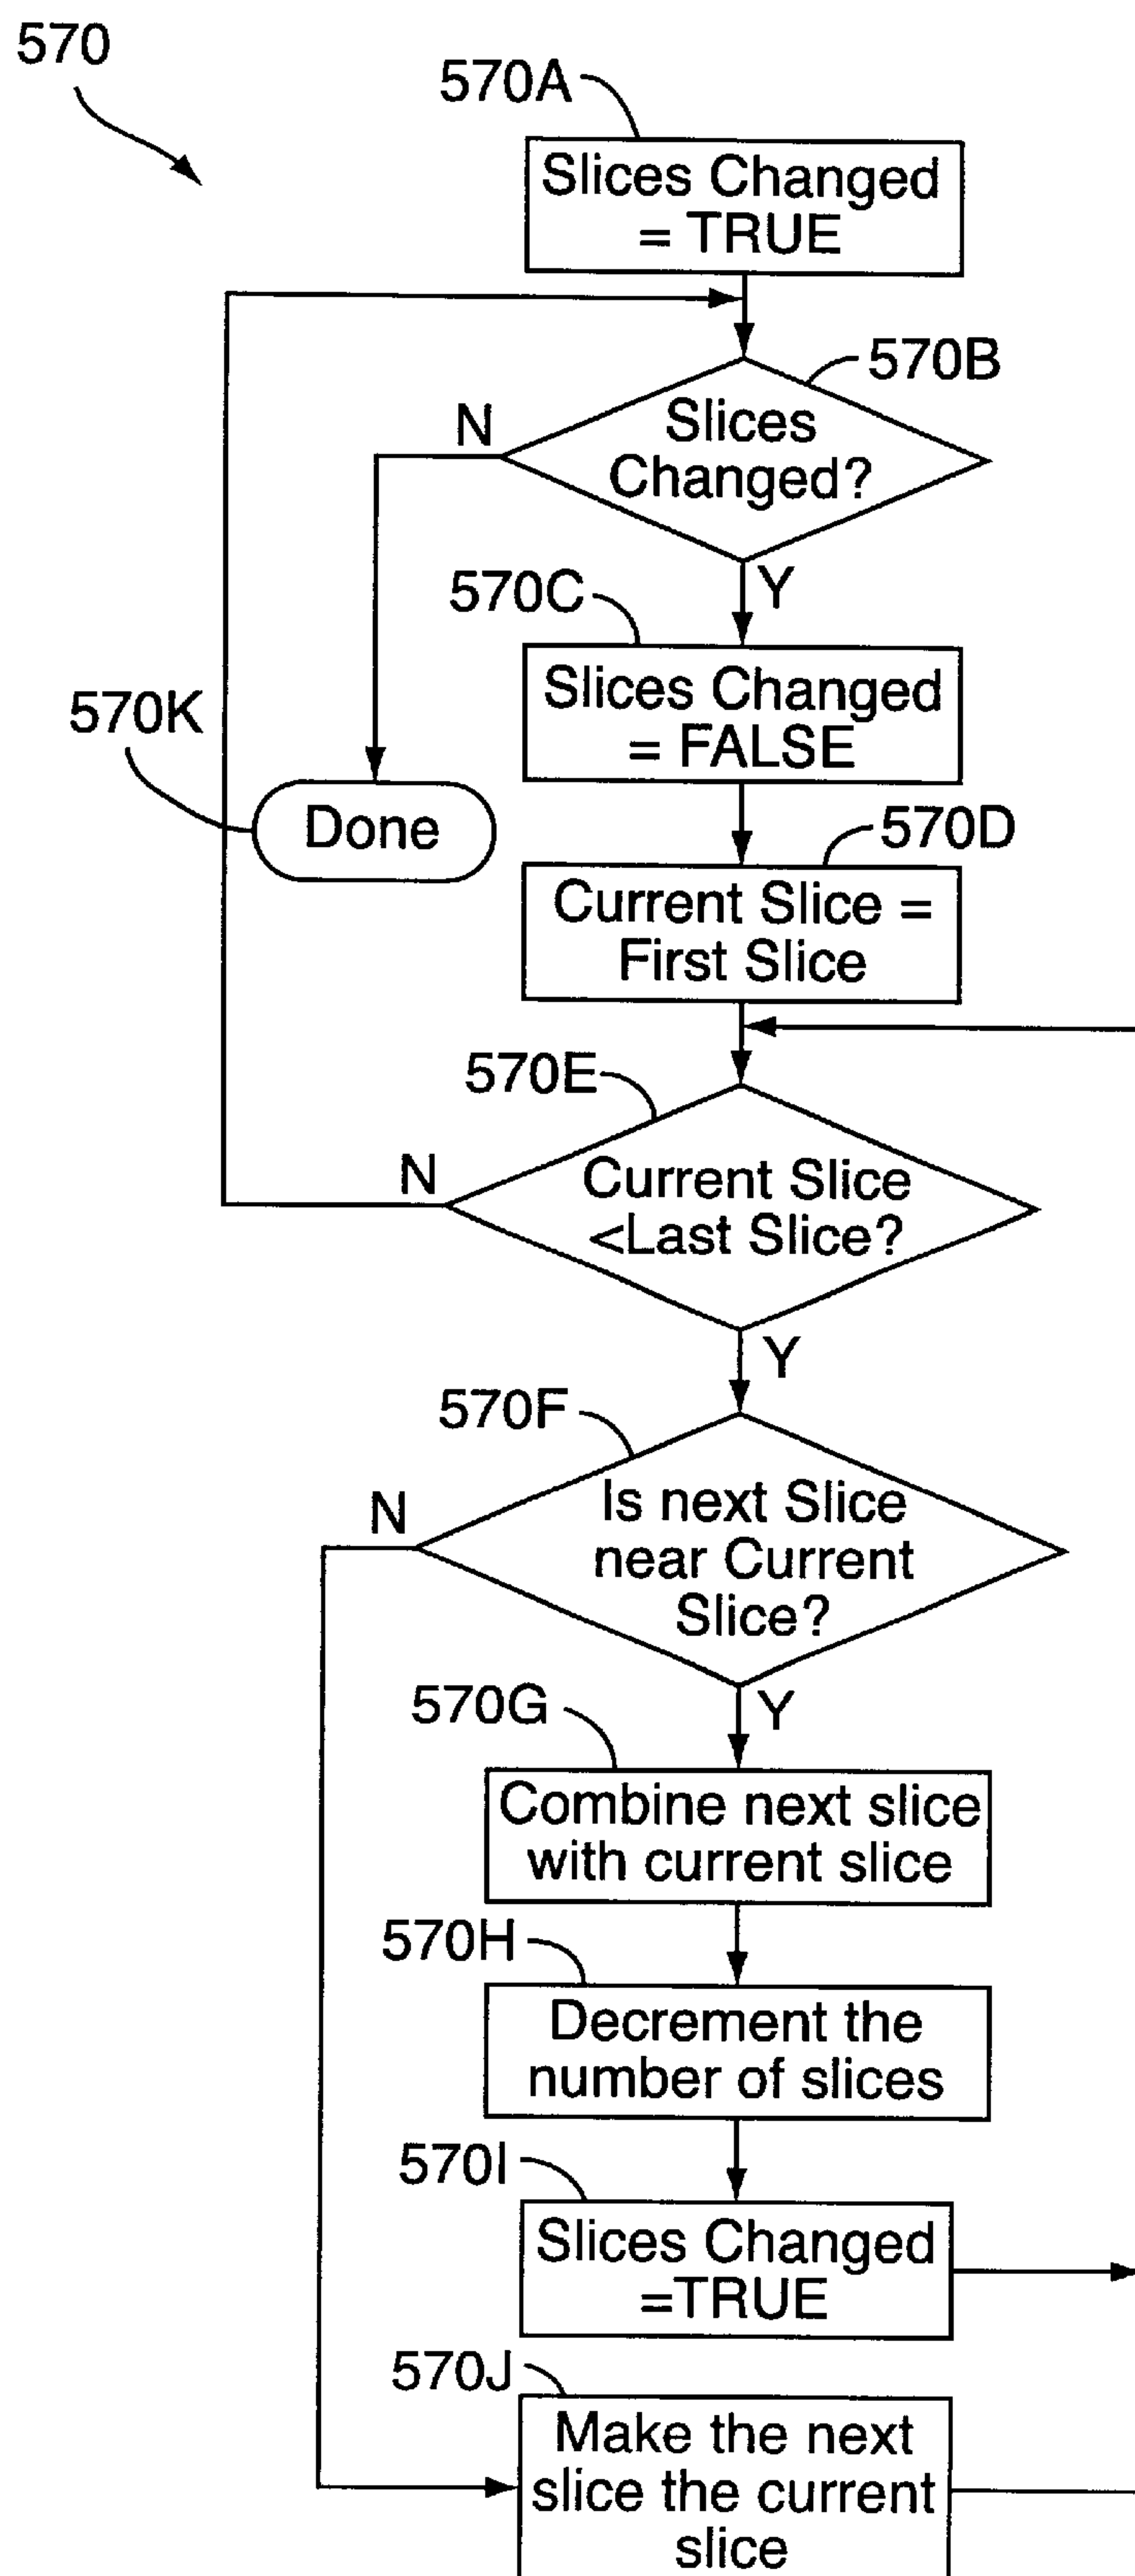 570
570A
Slices Changed
= TRUE
570B
Slices
Changed?
N
Y
570C
Slices Changed
= FALSE
570K
Done
570D
Current Slice =
First Slice
570E
Current Slice
<Last Slice?
N
Y
570F
Is next Slice
near Current
Slice?
N
Y
570G
Combine next slice
with current slice
570H
Decrement the
number of slices
570I
Slices Changed
=TRUE
570J
Make the next
slice the current
slice